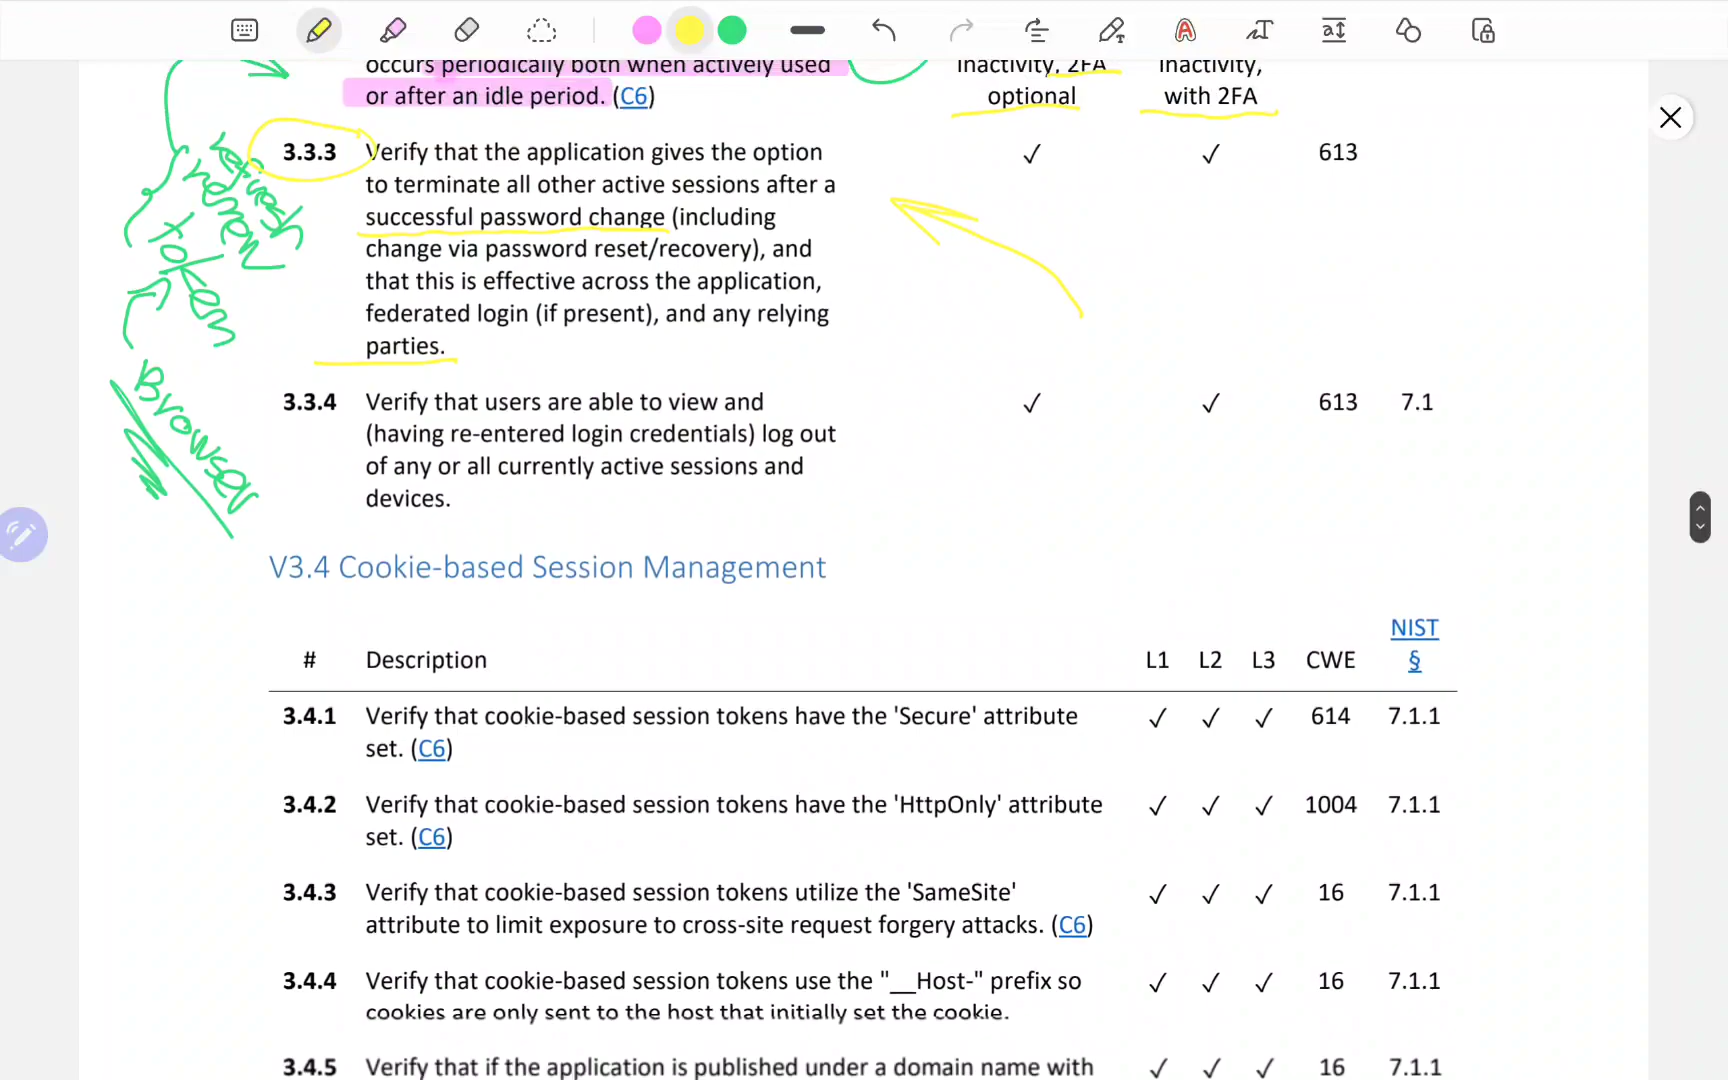 occurs periodically both when actively used
or after an idle period. (C6)
inactivity, 2FA
optional
inactivity,
with 2FA
3.3.3 Verify that the application gives the option ✓ ✓ 613
to terminate all other active sessions after a
successful password change (including
change via password reset/recovery), and
that this is effective across the application,
federated login (if present), and any relying
parties.
refresh
token
Browser
3.3.4 Verify that users are able to view and ✓ ✓ 613 7.1
(having re-entered login credentials) log out
of any or all currently active sessions and
devices.
V3.4 Cookie-based Session Management
# Description L1 L2 L3 CWE NIST §
3.4.1 Verify that cookie-based session tokens have the 'Secure' attribute ✓ ✓ ✓ 614 7.1.1
set. (C6)
3.4.2 Verify that cookie-based session tokens have the 'HttpOnly' attribute ✓ ✓ ✓ 1004 7.1.1
set. (C6)
3.4.3 Verify that cookie-based session tokens utilize the 'SameSite' ✓ ✓ ✓ 16 7.1.1
attribute to limit exposure to cross-site request forgery attacks. (C6)
3.4.4 Verify that cookie-based session tokens use the "__Host-" prefix so ✓ ✓ ✓ 16 7.1.1
cookies are only sent to the host that initially set the cookie.
3.4.5 Verify that if the application is published under a domain name with ✓ ✓ ✓ 16 7.1.1